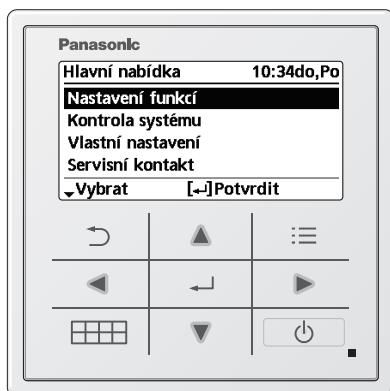 Panasonic
Hlavní nabídka 10:34do,Po
Nastavení funkcí
Kontrola systému
Vlastní nastavení
Servisní kontakt
Vybrat [↵]Potvrdit